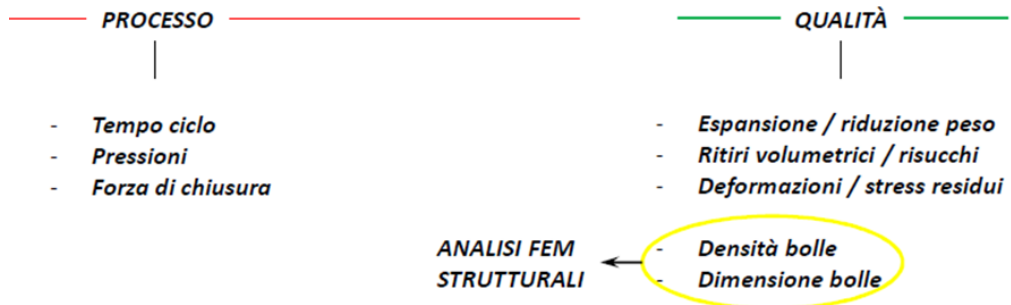 PROCESSO
- Tempo ciclo
- Pressioni
- Forza di chiusura
QUALITÀ
- Espansione / riduzione peso
- Ritiri volumetrici / risucchi
- Deformazioni / stress residui
- Densità bolle
- Dimensione bolle
ANALISI FEM
STRUTTURALI